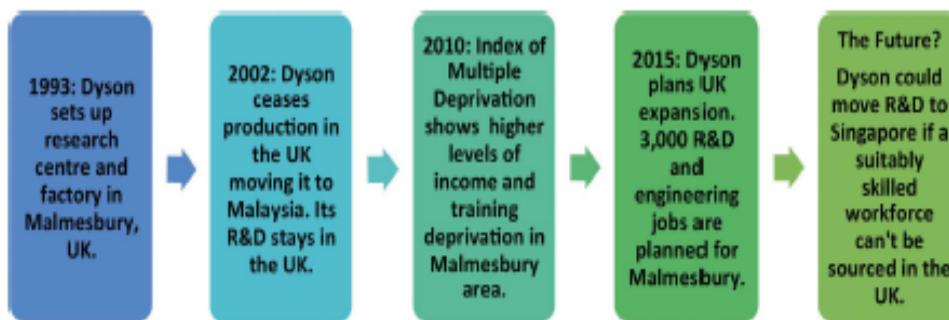 1993: Dyson
sets up
research
centre and
factory in
Malmesbury,
UK.
2002: Dyson
ceases
production in
the UK
moving it to
Malaysia. Its
R&D stays in
the UK.
2010: Index of
Multiple
Deprivation
shows higher
levels of
income and
training
deprivation in
Malmesbury
area.
2015: Dyson
plans UK
expansion.
3,000 R&D
and
engineering
jobs are
planned for
Malmesbury.
The Future?
Dyson could
move R&D to
Singapore if a
suitably
skilled
workforce
can't be
sourced in the
UK.